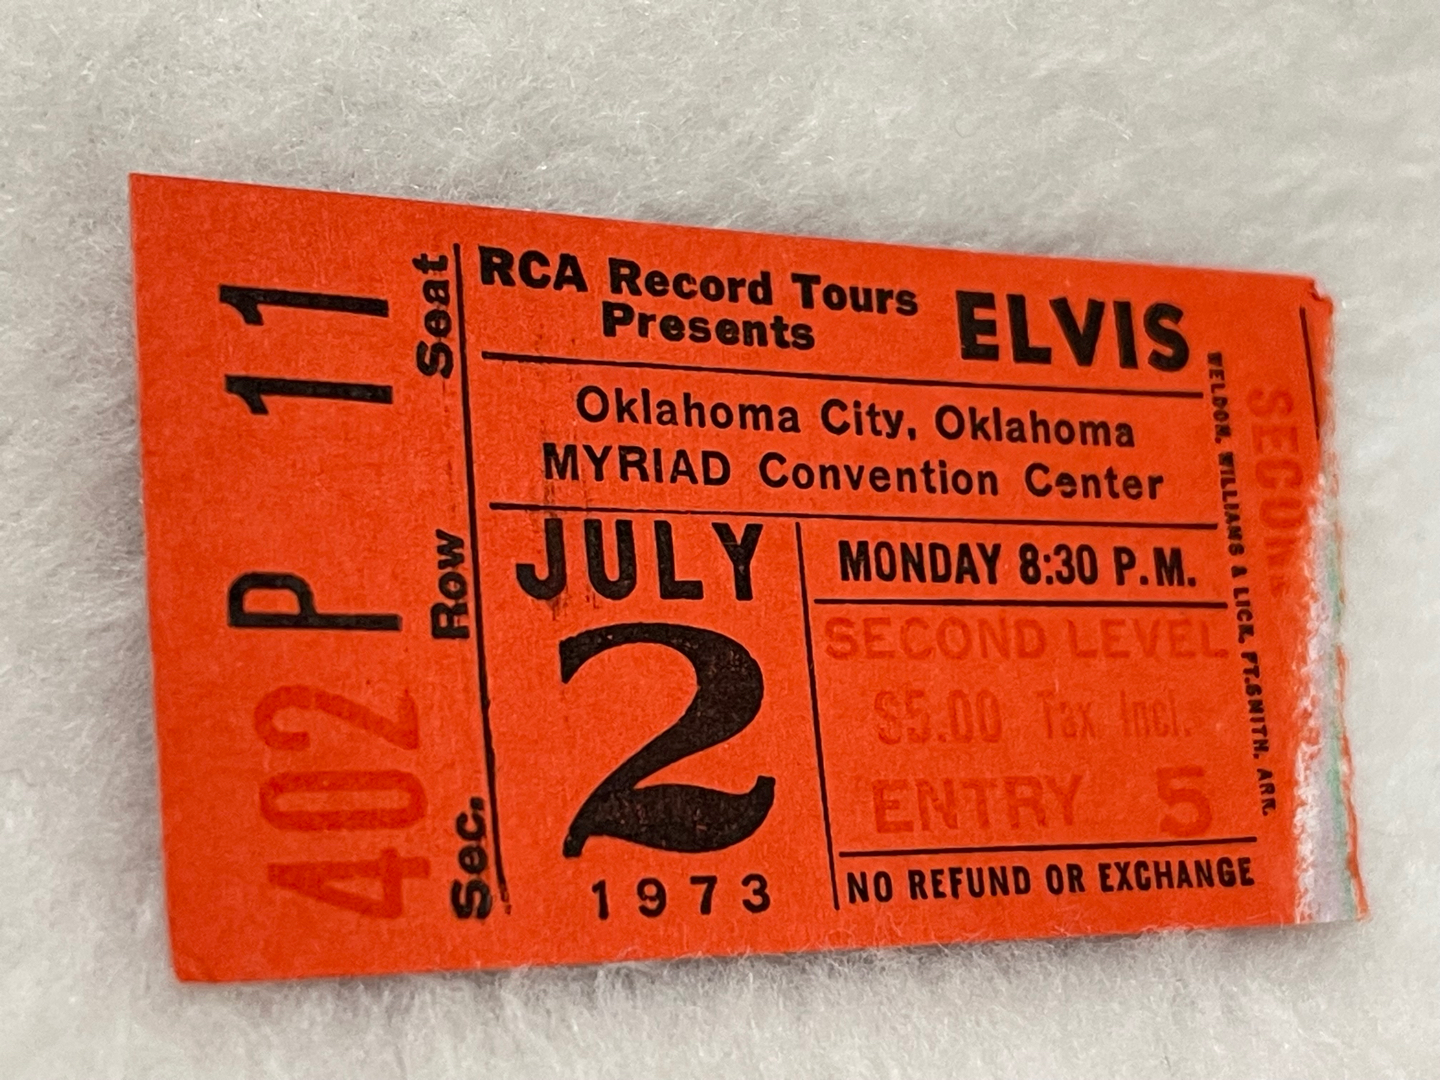 RCA Record Tours
Presents
ELVIS
Oklahoma City, Oklahoma
MYRIAD Convention Center
JULY
2
1973
MONDAY 8:30 P.M.
SECOND LEVEL
$5.00 Tax Incl.
ENTRY 5
NO REFUND OR EXCHANGE
Sec. Row Seat
402 P 11
WELDON, WILLIAMS & LICK, FT.SMITH, ARK.